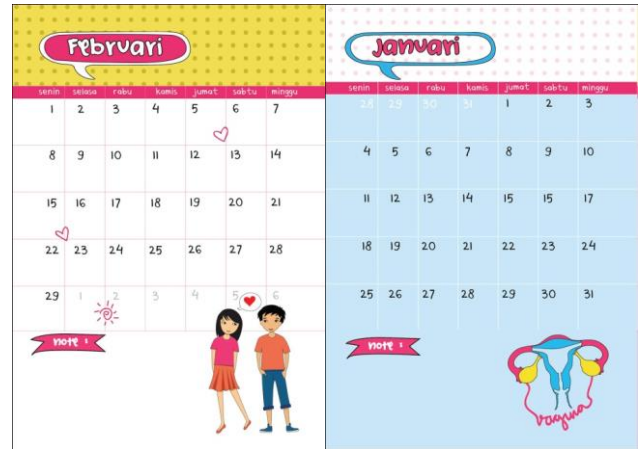 Februari
senin selasa rabu kamis jumat sabtu minggu
1 2 3 4 5 6 7
8 9 10 11 12 13 14
15 16 17 18 19 20 21
22 23 24 25 26 27 28
29 1 2 3 4 5 6
note :
Januari
senin selasa rabu kamis jumat sabtu minggu
28 29 30 31 1 2 3
4 5 6 7 8 9 10
11 12 13 14 15 15 17
18 19 20 21 22 23 24
25 26 27 28 29 30 31
note :
vagina